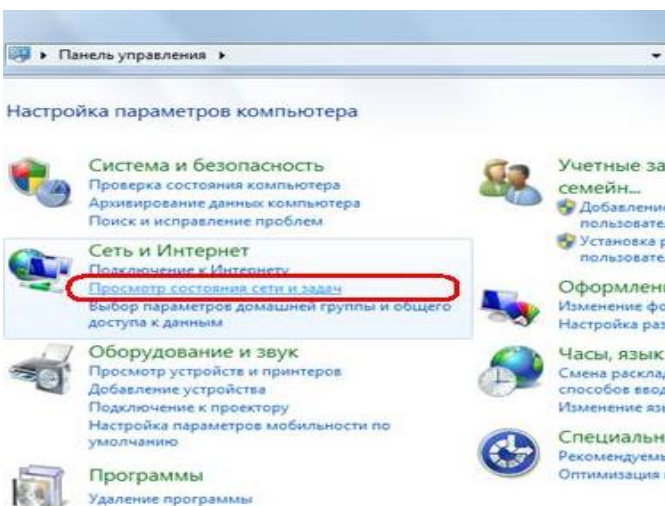 Панель управления
Настройка параметров компьютера
Система и безопасность
Проверка состояния компьютера
Архивирование данных компьютера
Поиск и исправление проблем
Сеть и Интернет
Подключение к Интернету
Просмотр состояния сети и задач
Выбор параметров домашней группы и общего
доступа к данным
Оборудование и звук
Просмотр устройств и принтеров
Добавление устройства
Подключение к проектору
Настройка параметров мобильности по
умолчанию
Программы
Удаление программы
Учетные за
семейн...
Добавление
пользовате
Установка р
пользовате
Оформлени
Изменение фо
Настройка раз
Часы, язык
Смена расклад
способов ввод
Изменение язы
Специальн
Рекомендуемы
Оптимизация